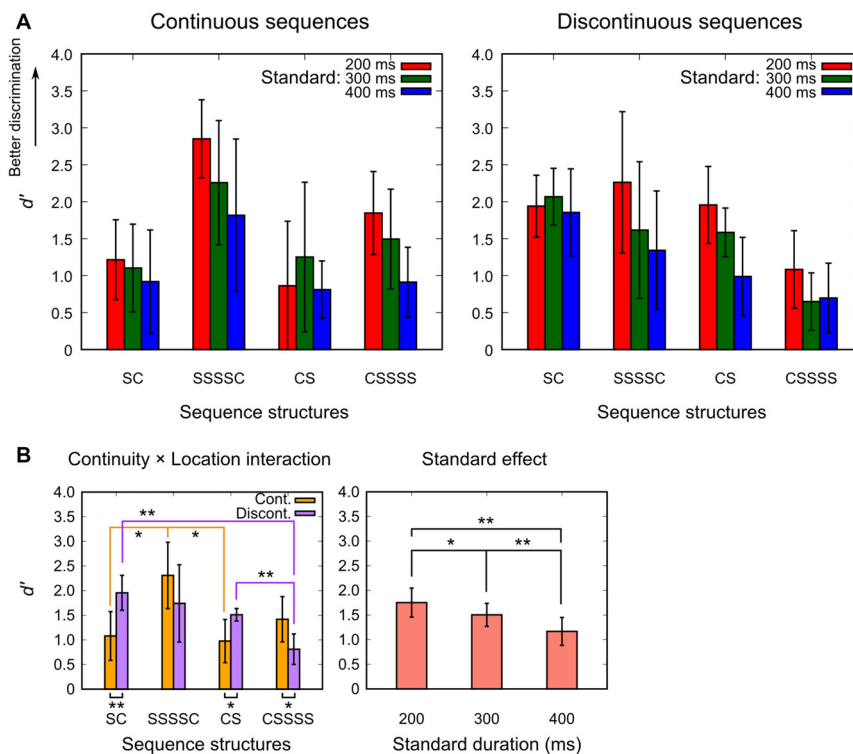 A
Continuous sequences
Better discrimination
d′
4.0
3.5
3.0
2.5
2.0
1.5
1.0
0.5
0
Standard:
200 ms
300 ms
400 ms
SC SSSSC CS CSSSS
Sequence structures
Discontinuous sequences
4.0
3.5
3.0
2.5
2.0
1.5
1.0
0.5
0
Standard:
200 ms
300 ms
400 ms
SC SSSSC CS CSSSS
Sequence structures
B
Continuity × Location interaction
d′
4.0
3.5
3.0
2.5
2.0
1.5
1.0
0.5
0
Cont.
Discont.
**
* *
**
** * *
SC SSSSC CS CSSSS
Sequence structures
Standard effect
4.0
3.5
3.0
2.5
2.0
1.5
1.0
0.5
0
**
* **
200 300 400
Standard duration (ms)